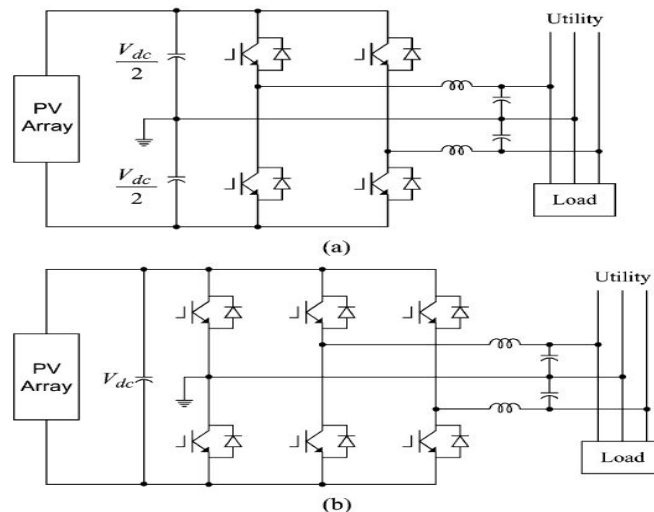 Utility
V_dc
2
PV
Array
V_dc
2
Load
(a)
Utility
PV
Array
V_dc
Load
(b)